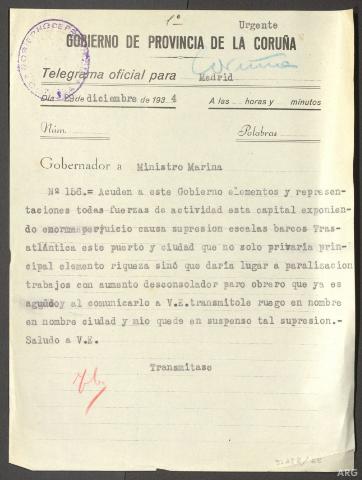 1º
Urgente
GOBIERNO DE PROVINCIA DE LA CORUÑA
Telegrama oficial para Madrid
Día 29 de diciembre de 193 4 A las ... horas y minutos
Núm. Palabras
Gobernador a Ministro Marina
Nº 156.= Acuden a este Gobierno elementos y represen-
taciones todas fuerzas de actividad esta capital exponien-
do enorme perjuicio causa supresion escalas barcos Tras-
atlántica este puerto y ciudad que no solo privaria prin-
cipal elemento riqueza sinó que daría lugar a paralizacion
trabajos con aumento desconsolador paro obrero que ya es
agudo y al comunicarlo a V.E. transmitole ruego en nombre
en nombre ciudad y mio quede en suspenso tal supresion.-
Saludo a V.E.
Transmitase
ARG